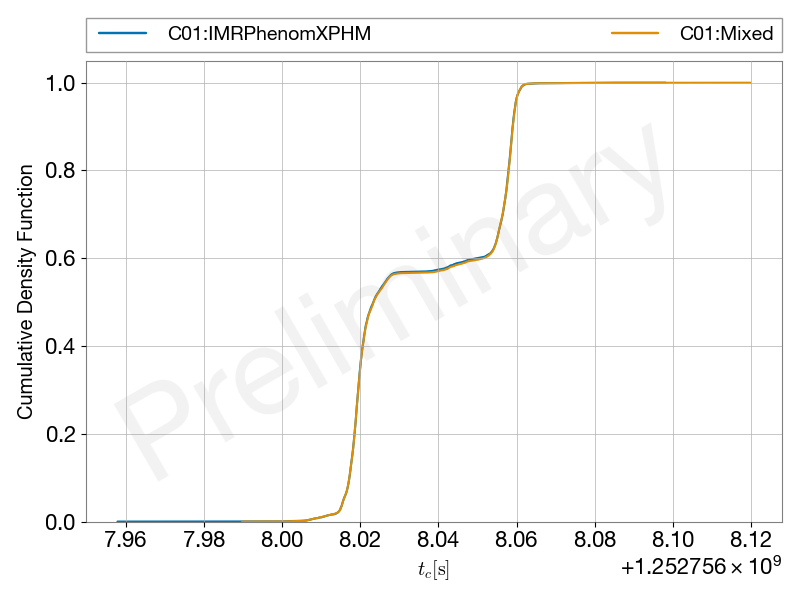 C01:IMRPhenomXPHM C01:Mixed
1.0
0.8
0.6
0.4
0.2
0.0
Cumulative Density Function
Preliminary
7.96 7.98 8.00 8.02 8.04 8.06 8.08 8.10 8.12
t_c[s]
+1.252756 × 10^9